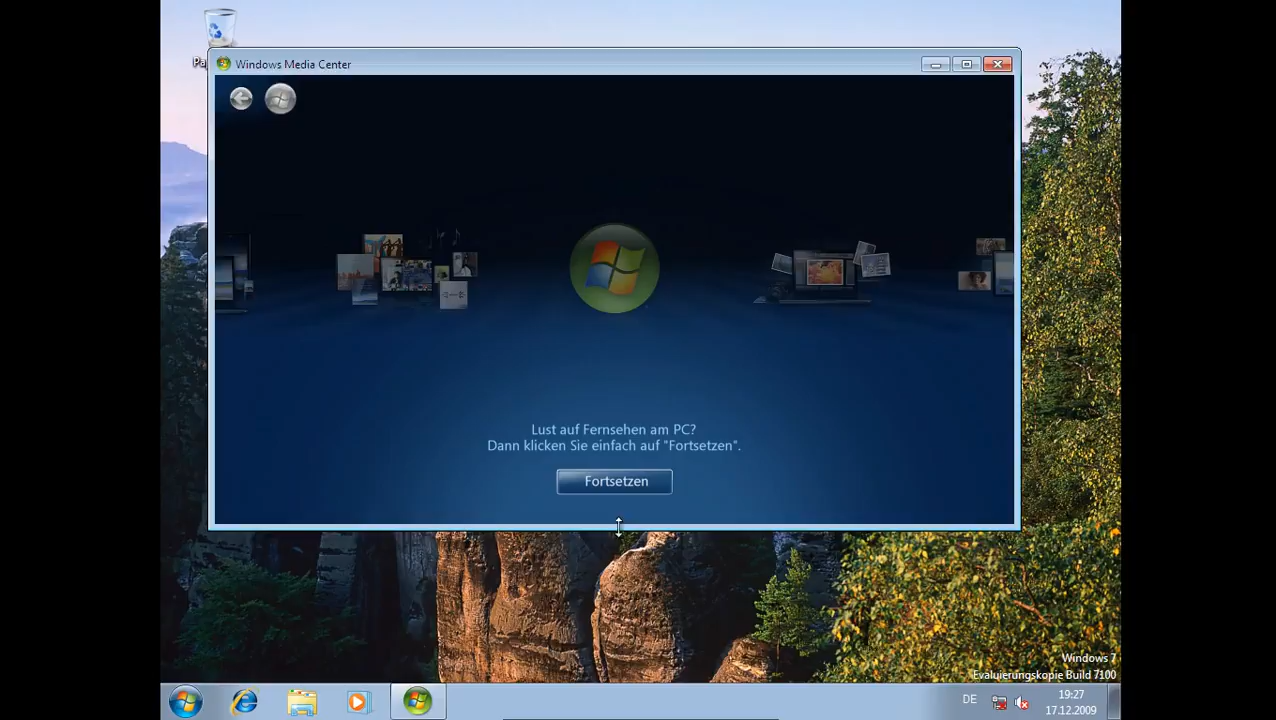 Windows Media Center
Lust auf Fernsehen am PC?
Dann klicken Sie einfach auf "Fortsetzen".
Fortsetzen
Windows 7
Evaluierungskopie Build 7100
DE
19:27
17.12.2009